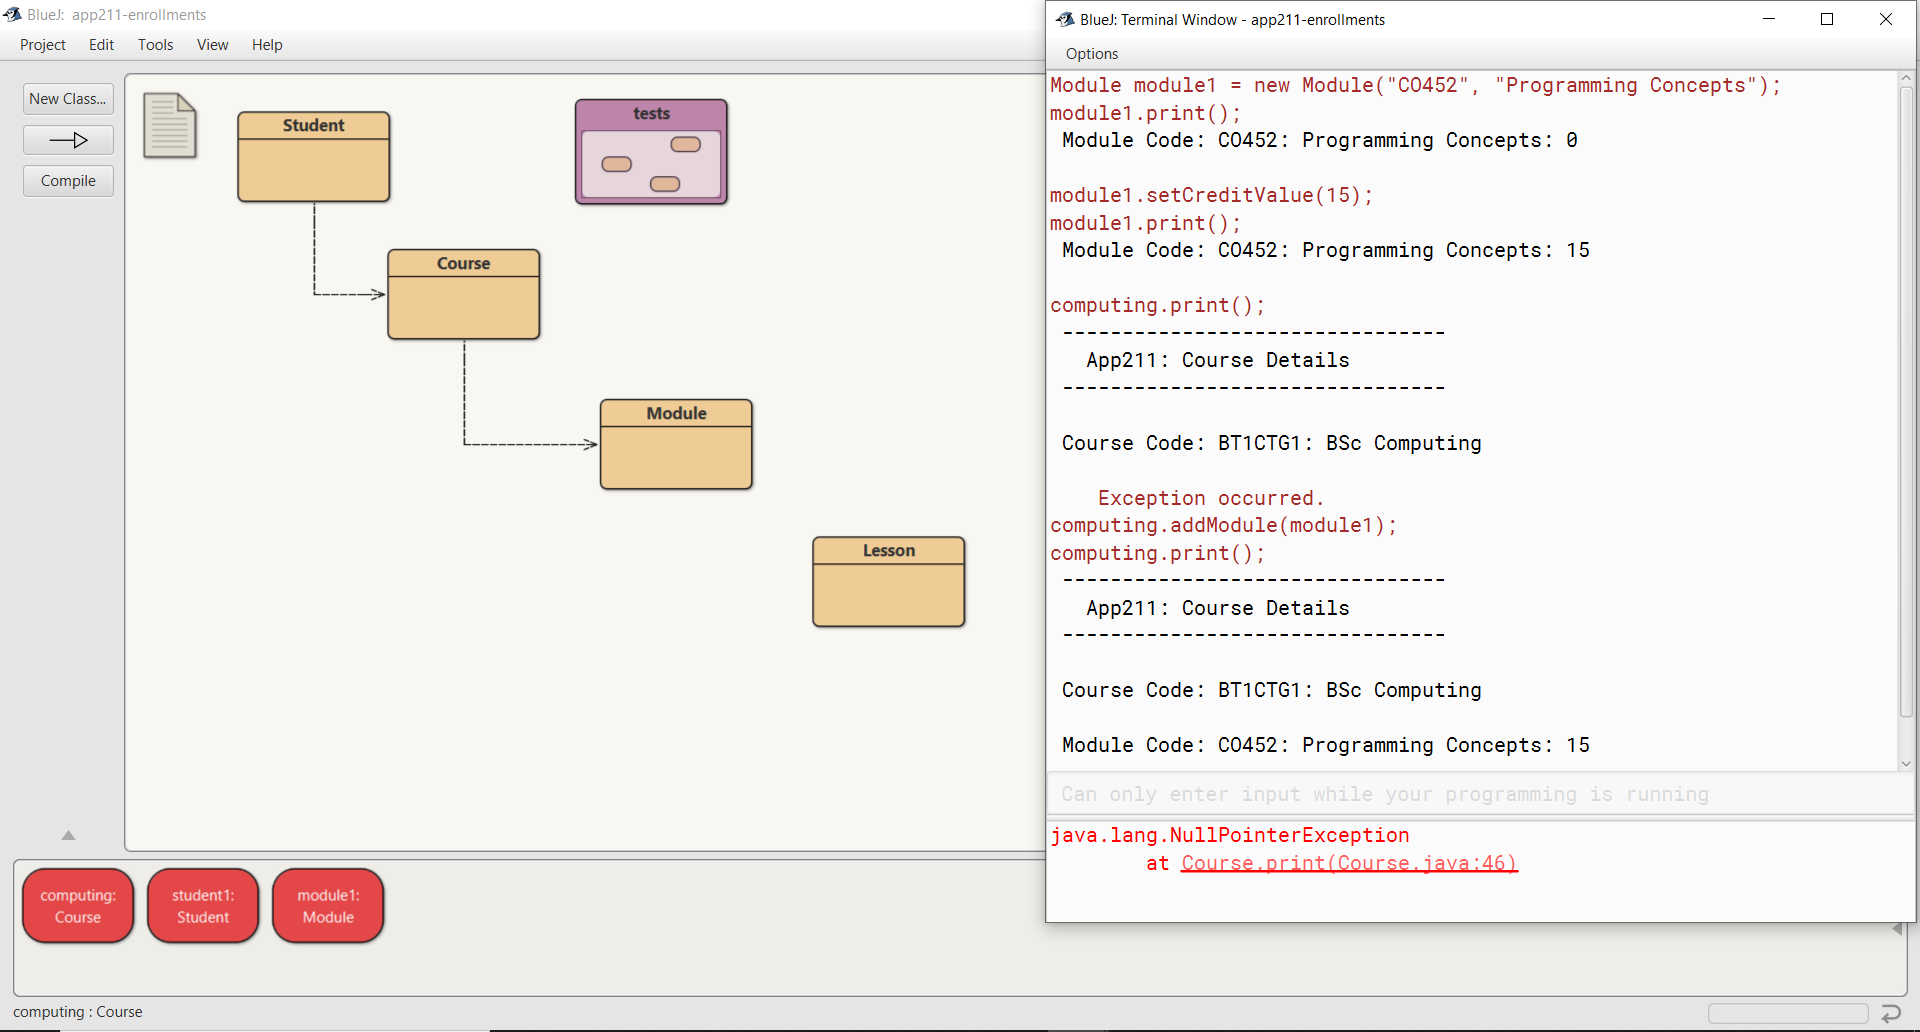 BlueJ: app211-enrollments
Project Edit Tools View Help
New Class...
Compile
Student
tests
Course
Module
Lesson
computing:
Course
student1:
Student
module1:
Module
computing : Course
BlueJ: Terminal Window - app211-enrollments
Options
Module module1 = new Module("CO452", "Programming Concepts");
module1.print();
Module Code: CO452: Programming Concepts: 0
module1.setCreditValue(15);
module1.print();
Module Code: CO452: Programming Concepts: 15
computing.print();
--------------------------------
App211: Course Details
--------------------------------
Course Code: BT1CTG1: BSc Computing
Exception occurred.
computing.addModule(module1);
computing.print();
--------------------------------
App211: Course Details
--------------------------------
Course Code: BT1CTG1: BSc Computing
Module Code: CO452: Programming Concepts: 15
Can only enter input while your programming is running
java.lang.NullPointerException
at Course.print(Course.java:46)